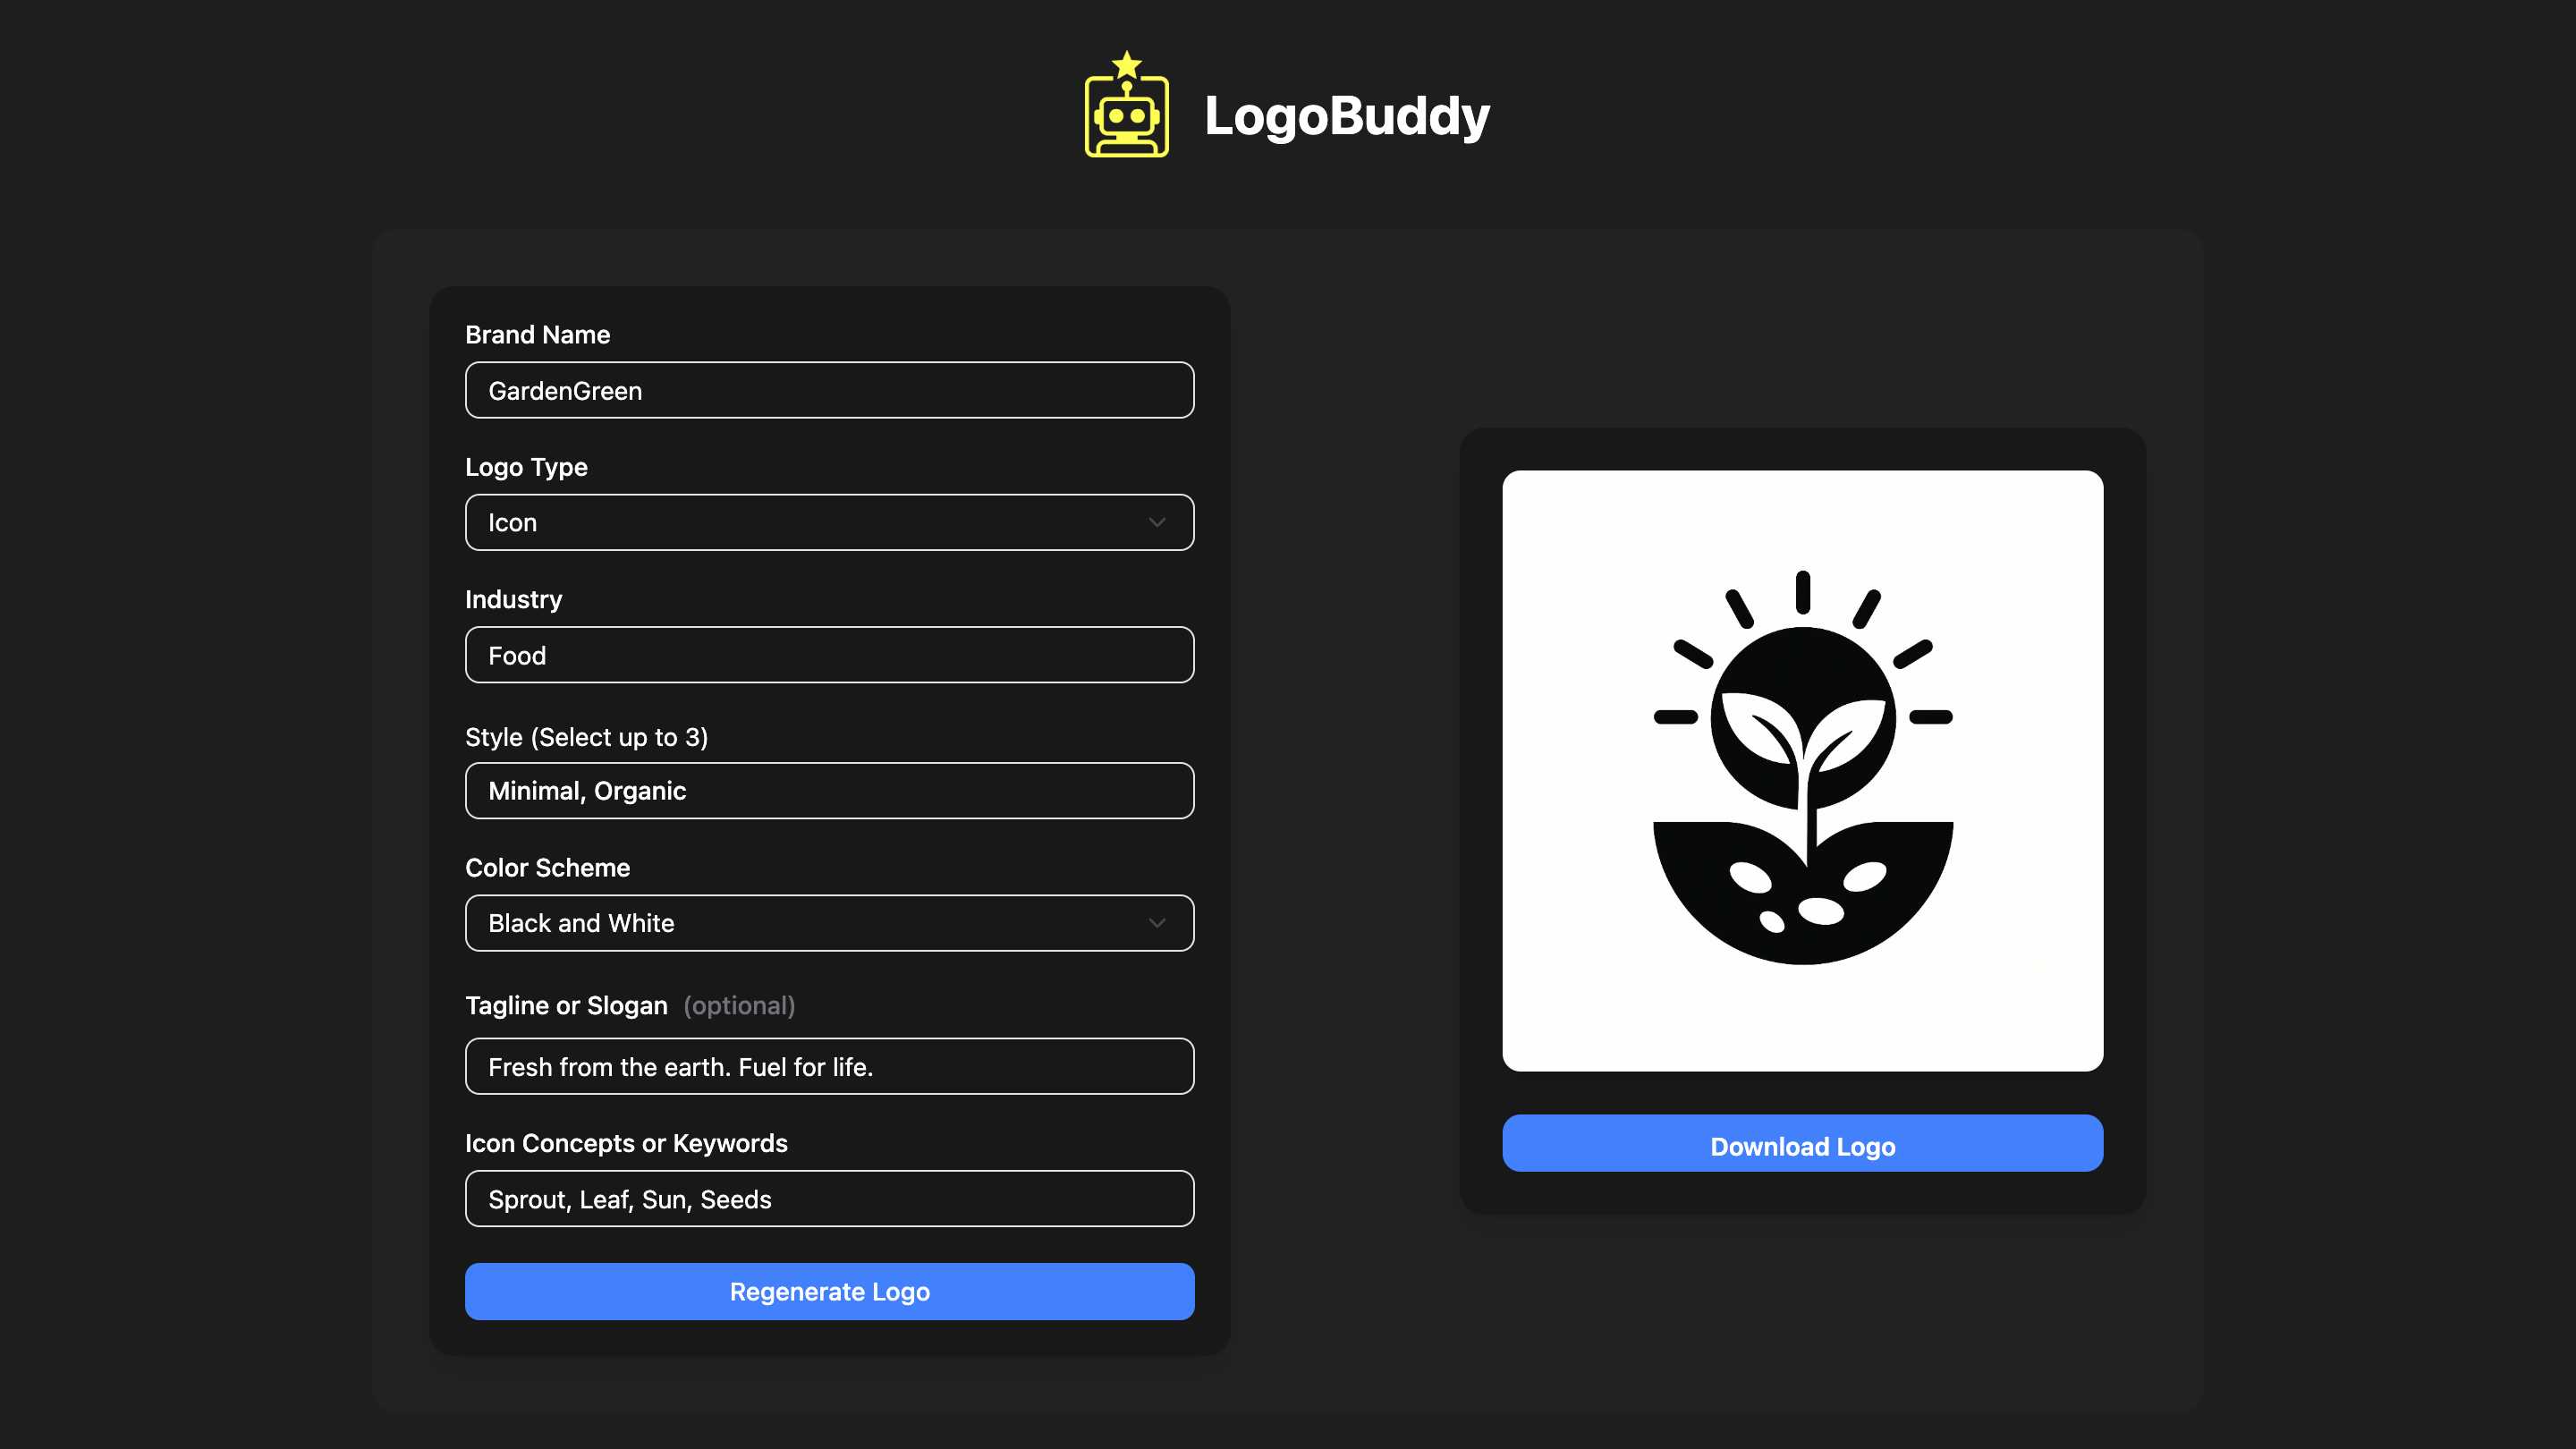 LogoBuddy
Brand Name
GardenGreen
Logo Type
Icon
Industry
Food
Style (Select up to 3)
Minimal, Organic
Color Scheme
Black and White
Tagline or Slogan (optional)
Fresh from the earth. Fuel for life.
Icon Concepts or Keywords
Sprout, Leaf, Sun, Seeds
Regenerate Logo
Download Logo